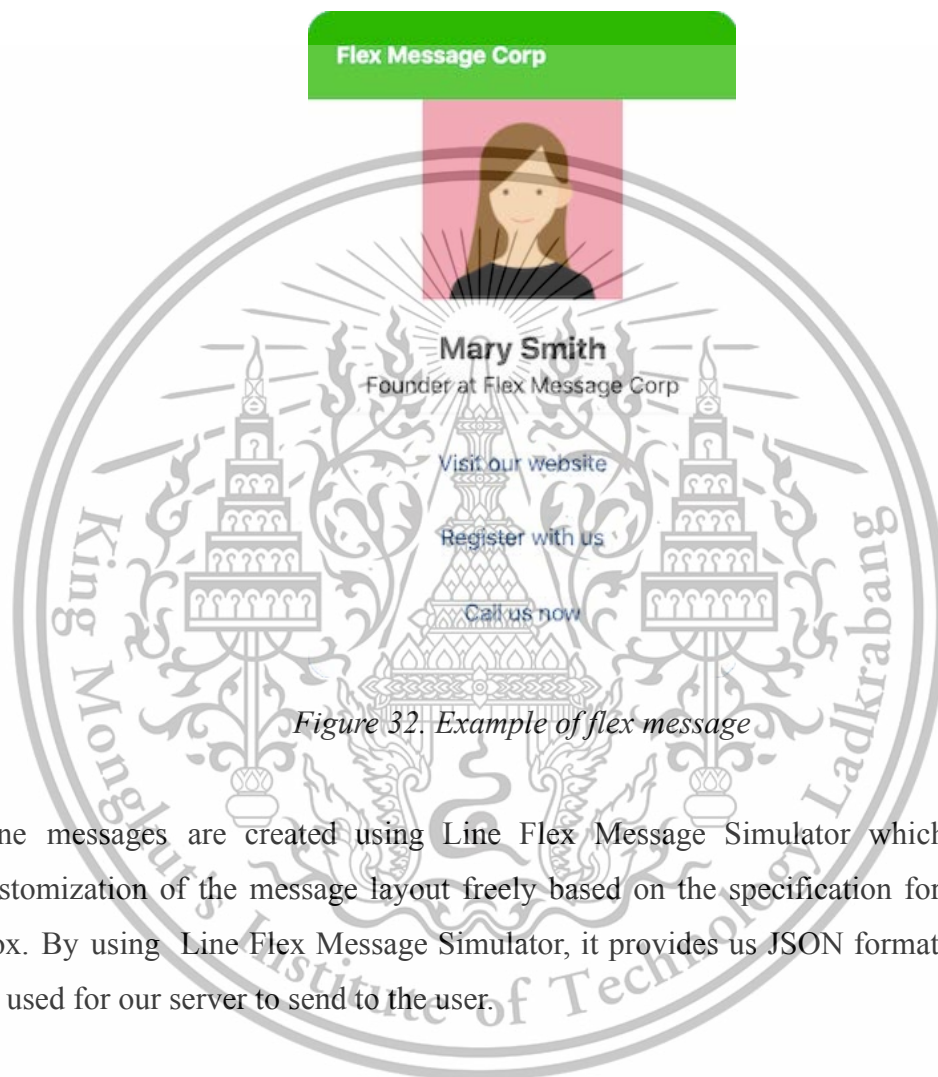 Flex Message Corp
Mary Smith
Founder at Flex Message Corp
Visit our website
Register with us
Call us now
Figure 32. Example of flex message
ne messages are created using Line Flex Message Simulator which
stomization of the message layout freely based on the specification for
ox. By using Line Flex Message Simulator, it provides us JSON format
used for our server to send to the user.
King Mongkut's Institute of Technology Ladkrabang